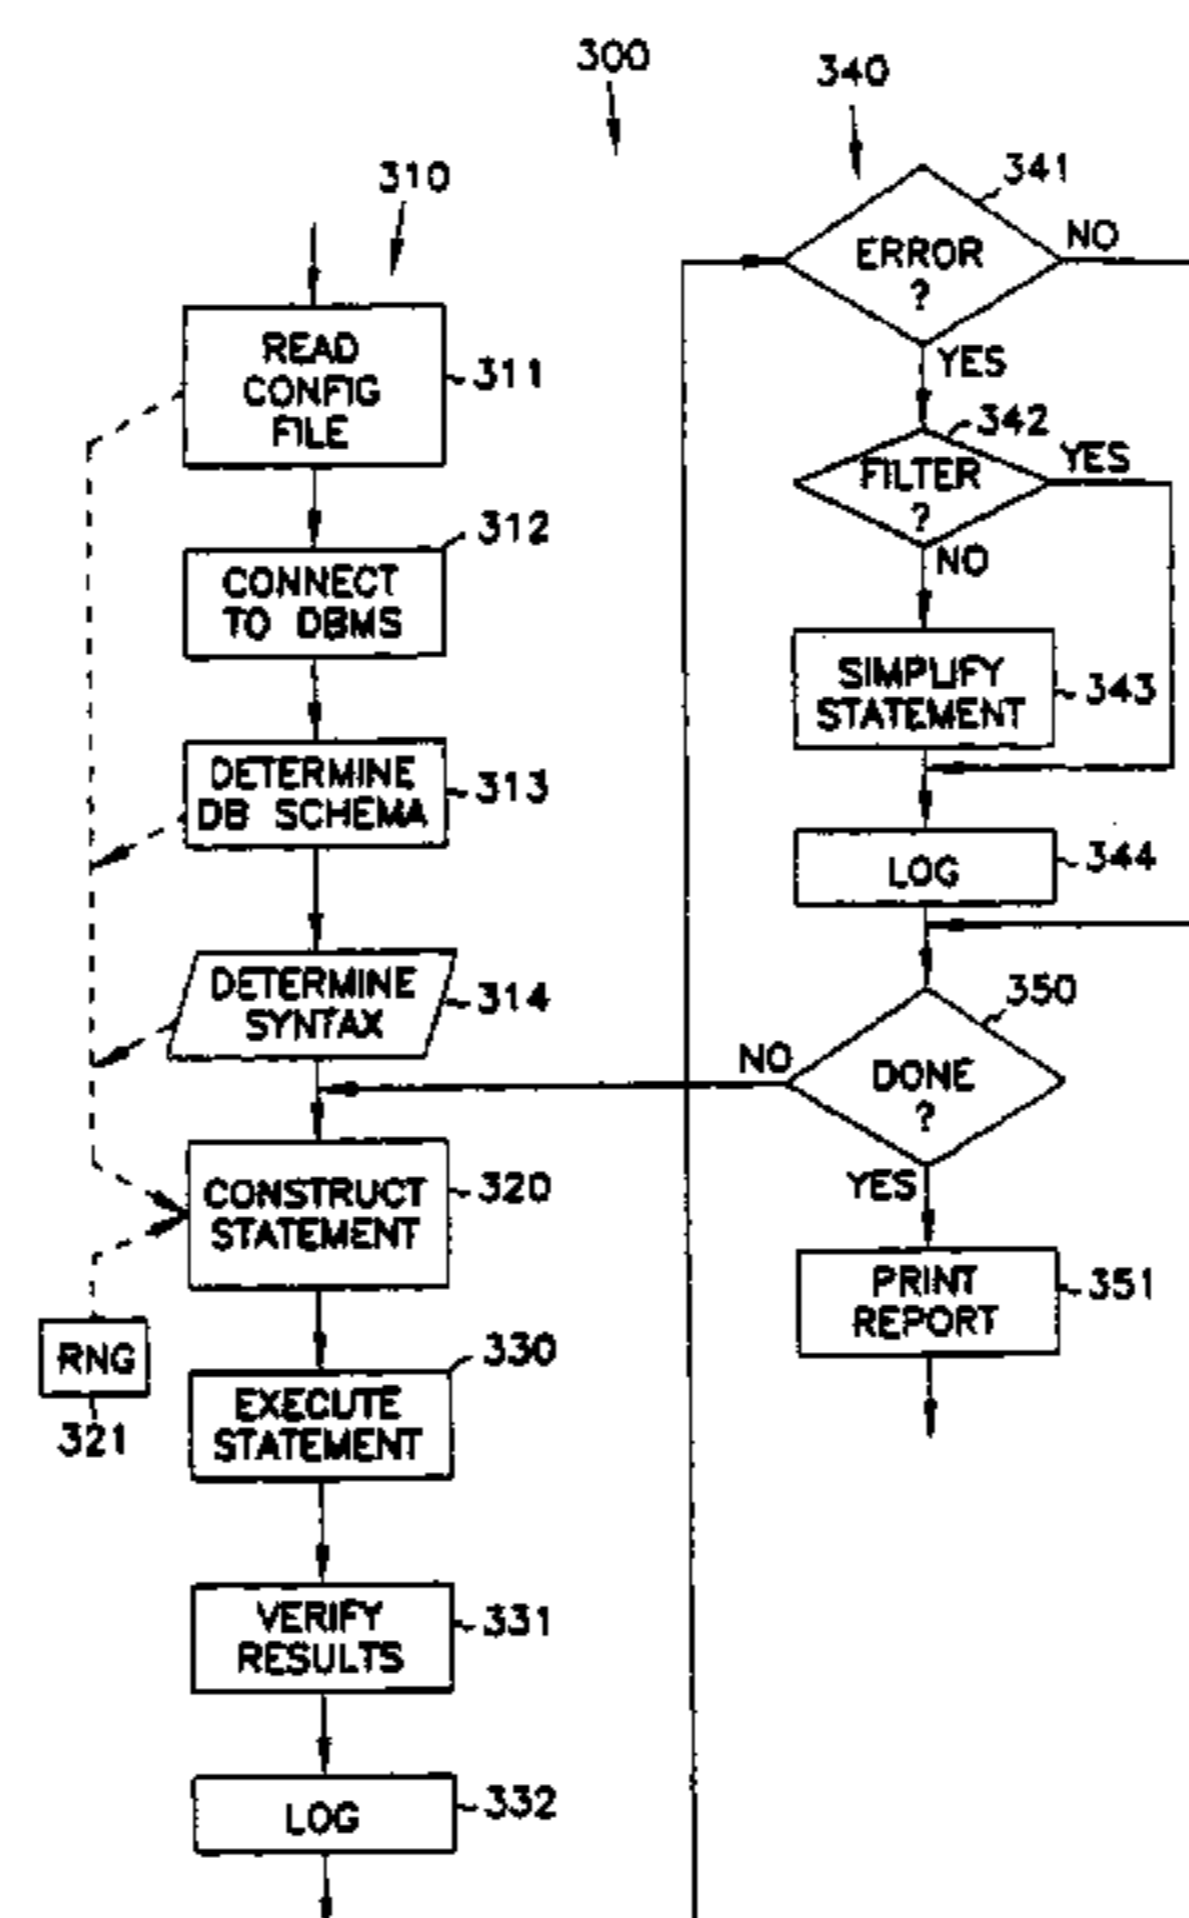 300
310
READ
CONFIG
FILE
311
CONNECT
TO DBMS
312
DETERMINE
DB SCHEMA
313
DETERMINE
SYNTAX
314
CONSTRUCT
STATEMENT
320
RNG
321
EXECUTE
STATEMENT
330
VERIFY
RESULTS
331
LOG
332
340
341
ERROR
?
NO
YES
342
FILTER
?
YES
NO
SIMPLIFY
STATEMENT
343
LOG
344
350
DONE
?
NO
YES
PRINT
REPORT
351